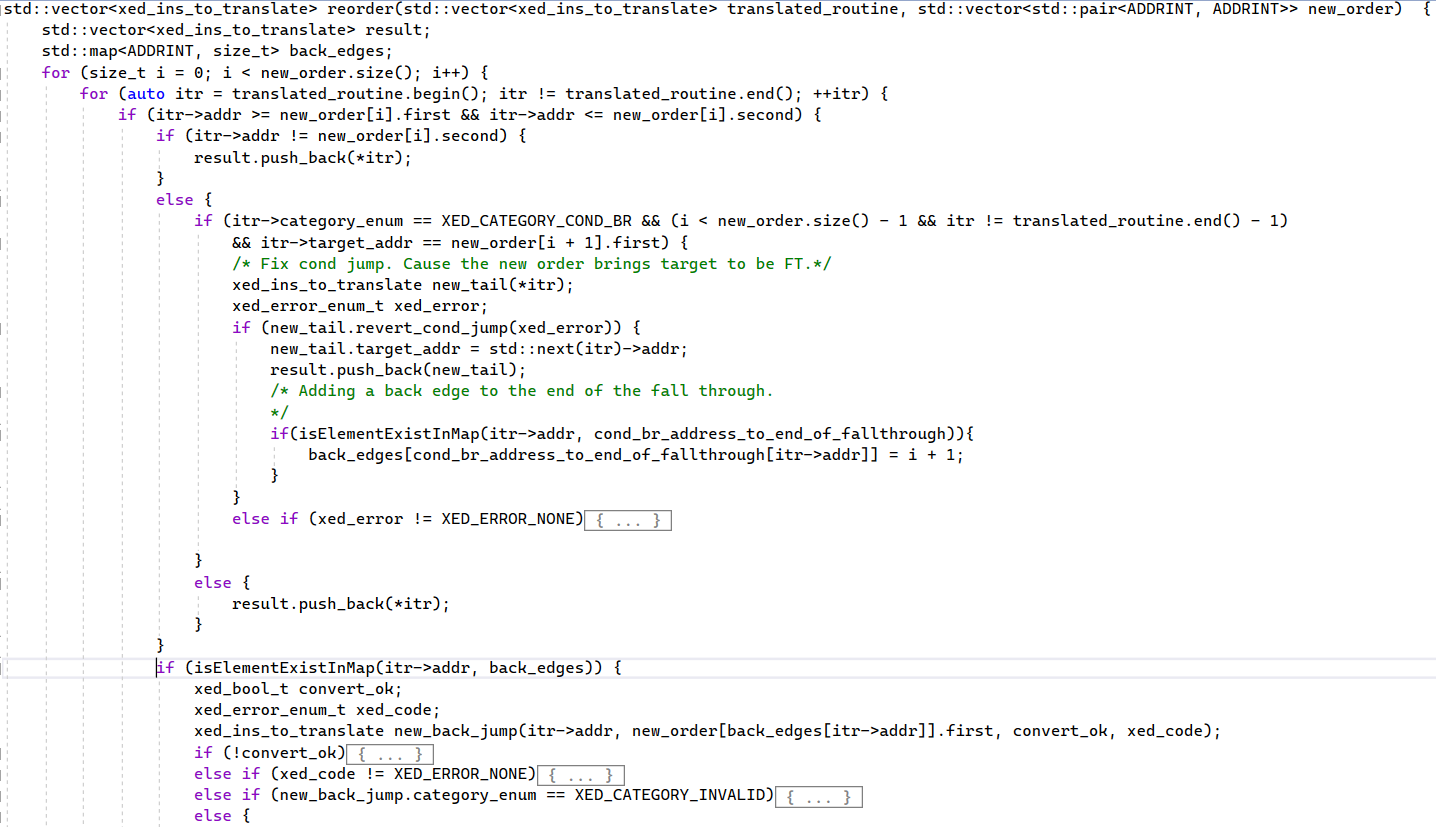 std::vector<xed_ins_to_translate> reorder(std::vector<xed_ins_to_translate> translated_routine, std::vector<std::pair<ADDRINT, ADDRINT>> new_order)  {
    std::vector<xed_ins_to_translate> result;
    std::map<ADDRINT, size_t> back_edges;
    for (size_t i = 0; i < new_order.size(); i++) {
        for (auto itr = translated_routine.begin(); itr != translated_routine.end(); ++itr) {
            if (itr->addr >= new_order[i].first && itr->addr <= new_order[i].second) {
                if (itr->addr != new_order[i].second) {
                    result.push_back(*itr);
                }
                else {
                    if (itr->category_enum == XED_CATEGORY_COND_BR && (i < new_order.size() - 1 && itr != translated_routine.end() - 1)
                        && itr->target_addr == new_order[i + 1].first) {
                        /* Fix cond jump. Cause the new order brings target to be FT.*/
                        xed_ins_to_translate new_tail(*itr);
                        xed_error_enum_t xed_error;
                        if (new_tail.revert_cond_jump(xed_error)) {
                            new_tail.target_addr = std::next(itr)->addr;
                            result.push_back(new_tail);
                            /* Adding a back edge to the end of the fall through.
                            */
                            if(isElementExistInMap(itr->addr, cond_br_address_to_end_of_fallthrough)){
                                back_edges[cond_br_address_to_end_of_fallthrough[itr->addr]] = i + 1;
                            }
                        }
                        else if (xed_error != XED_ERROR_NONE){ ... }
                    }
                    else {
                        result.push_back(*itr);
                    }
                }
                if (isElementExistInMap(itr->addr, back_edges)) {
                    xed_bool_t convert_ok;
                    xed_error_enum_t xed_code;
                    xed_ins_to_translate new_back_jump(itr->addr, new_order[back_edges[itr->addr]].first, convert_ok, xed_code);
                    if (!convert_ok){ ... }
                    else if (xed_code != XED_ERROR_NONE){ ... }
                    else if (new_back_jump.category_enum == XED_CATEGORY_INVALID){ ... }
                    else {